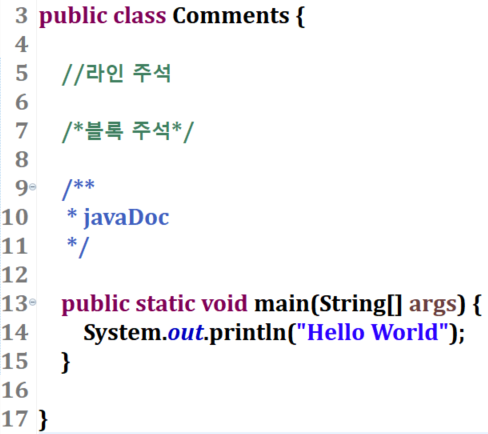 3 public class Comments {
4
5 //라인 주석
6
7 /*블록 주석*/
8
9 /**
10 * javaDoc
11 */
12
13 public static void main(String[] args) {
14 System.out.println("Hello World");
15 }
16
17 }